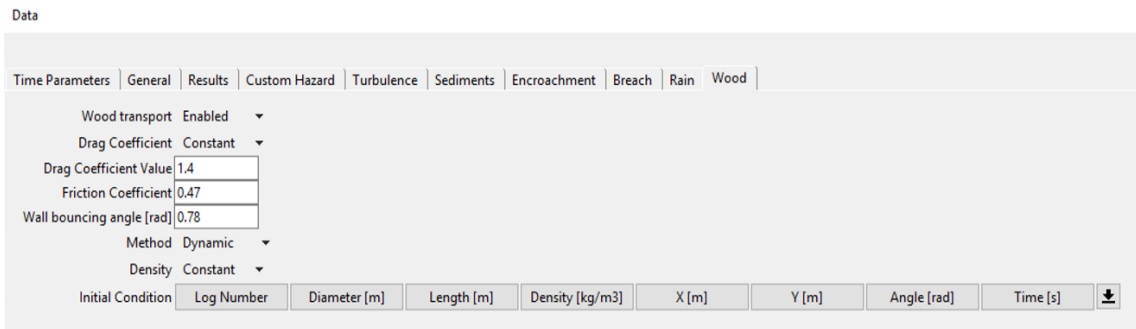 Data
Time Parameters General Results Custom Hazard Turbulence Sediments Encroachment Breach Rain Wood
Wood transport Enabled
Drag Coefficient Constant
Drag Coefficient Value 1.4
Friction Coefficient 0.47
Wall bouncing angle [rad] 0.78
Method Dynamic
Density Constant
Initial Condition Log Number Diameter [m] Length [m] Density [kg/m3] X [m] Y [m] Angle [rad] Time [s]